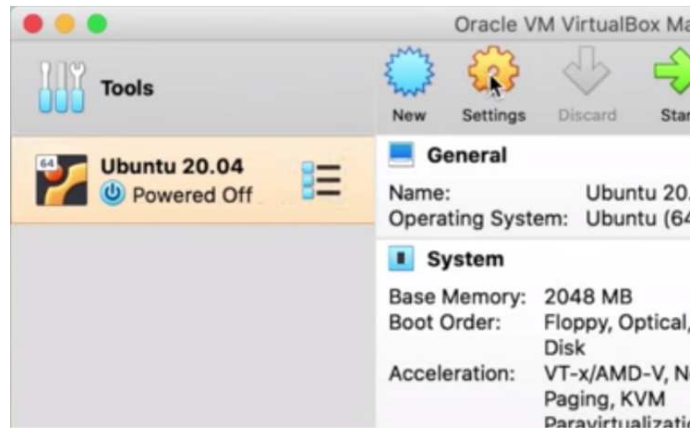 Oracle VM VirtualBox Ma
Tools
New Settings Discard Star
64
Ubuntu 20.04
Powered Off
General
Name: Ubuntu 20.
Operating System: Ubuntu (64
System
Base Memory: 2048 MB
Boot Order: Floppy, Optical,
Disk
Acceleration: VT-x/AMD-V, Ne
Paging, KVM
Paravirtualizatio